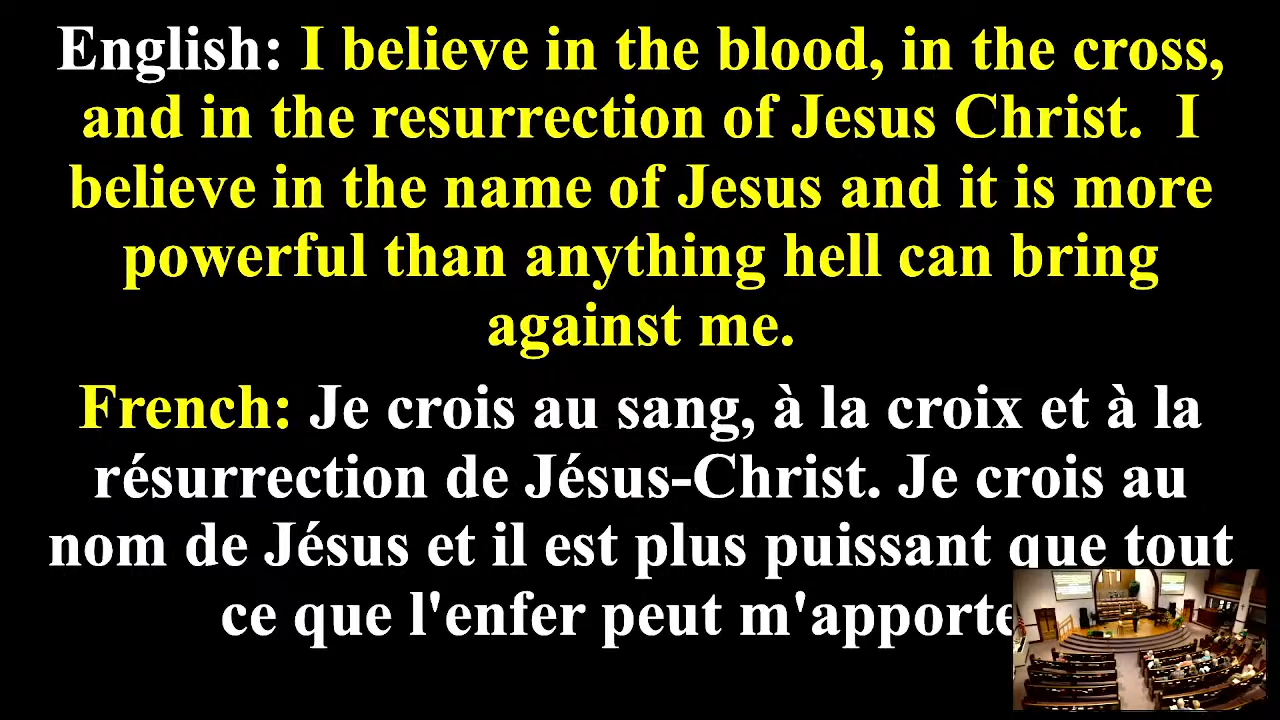 English: I believe in the blood, in the cross,
and in the resurrection of Jesus Christ. I
believe in the name of Jesus and it is more
powerful than anything hell can bring
against me.
French: Je crois au sang, à la croix et à la
résurrection de Jésus-Christ. Je crois au
nom de Jésus et il est plus puissant que tout
ce que l'enfer peut